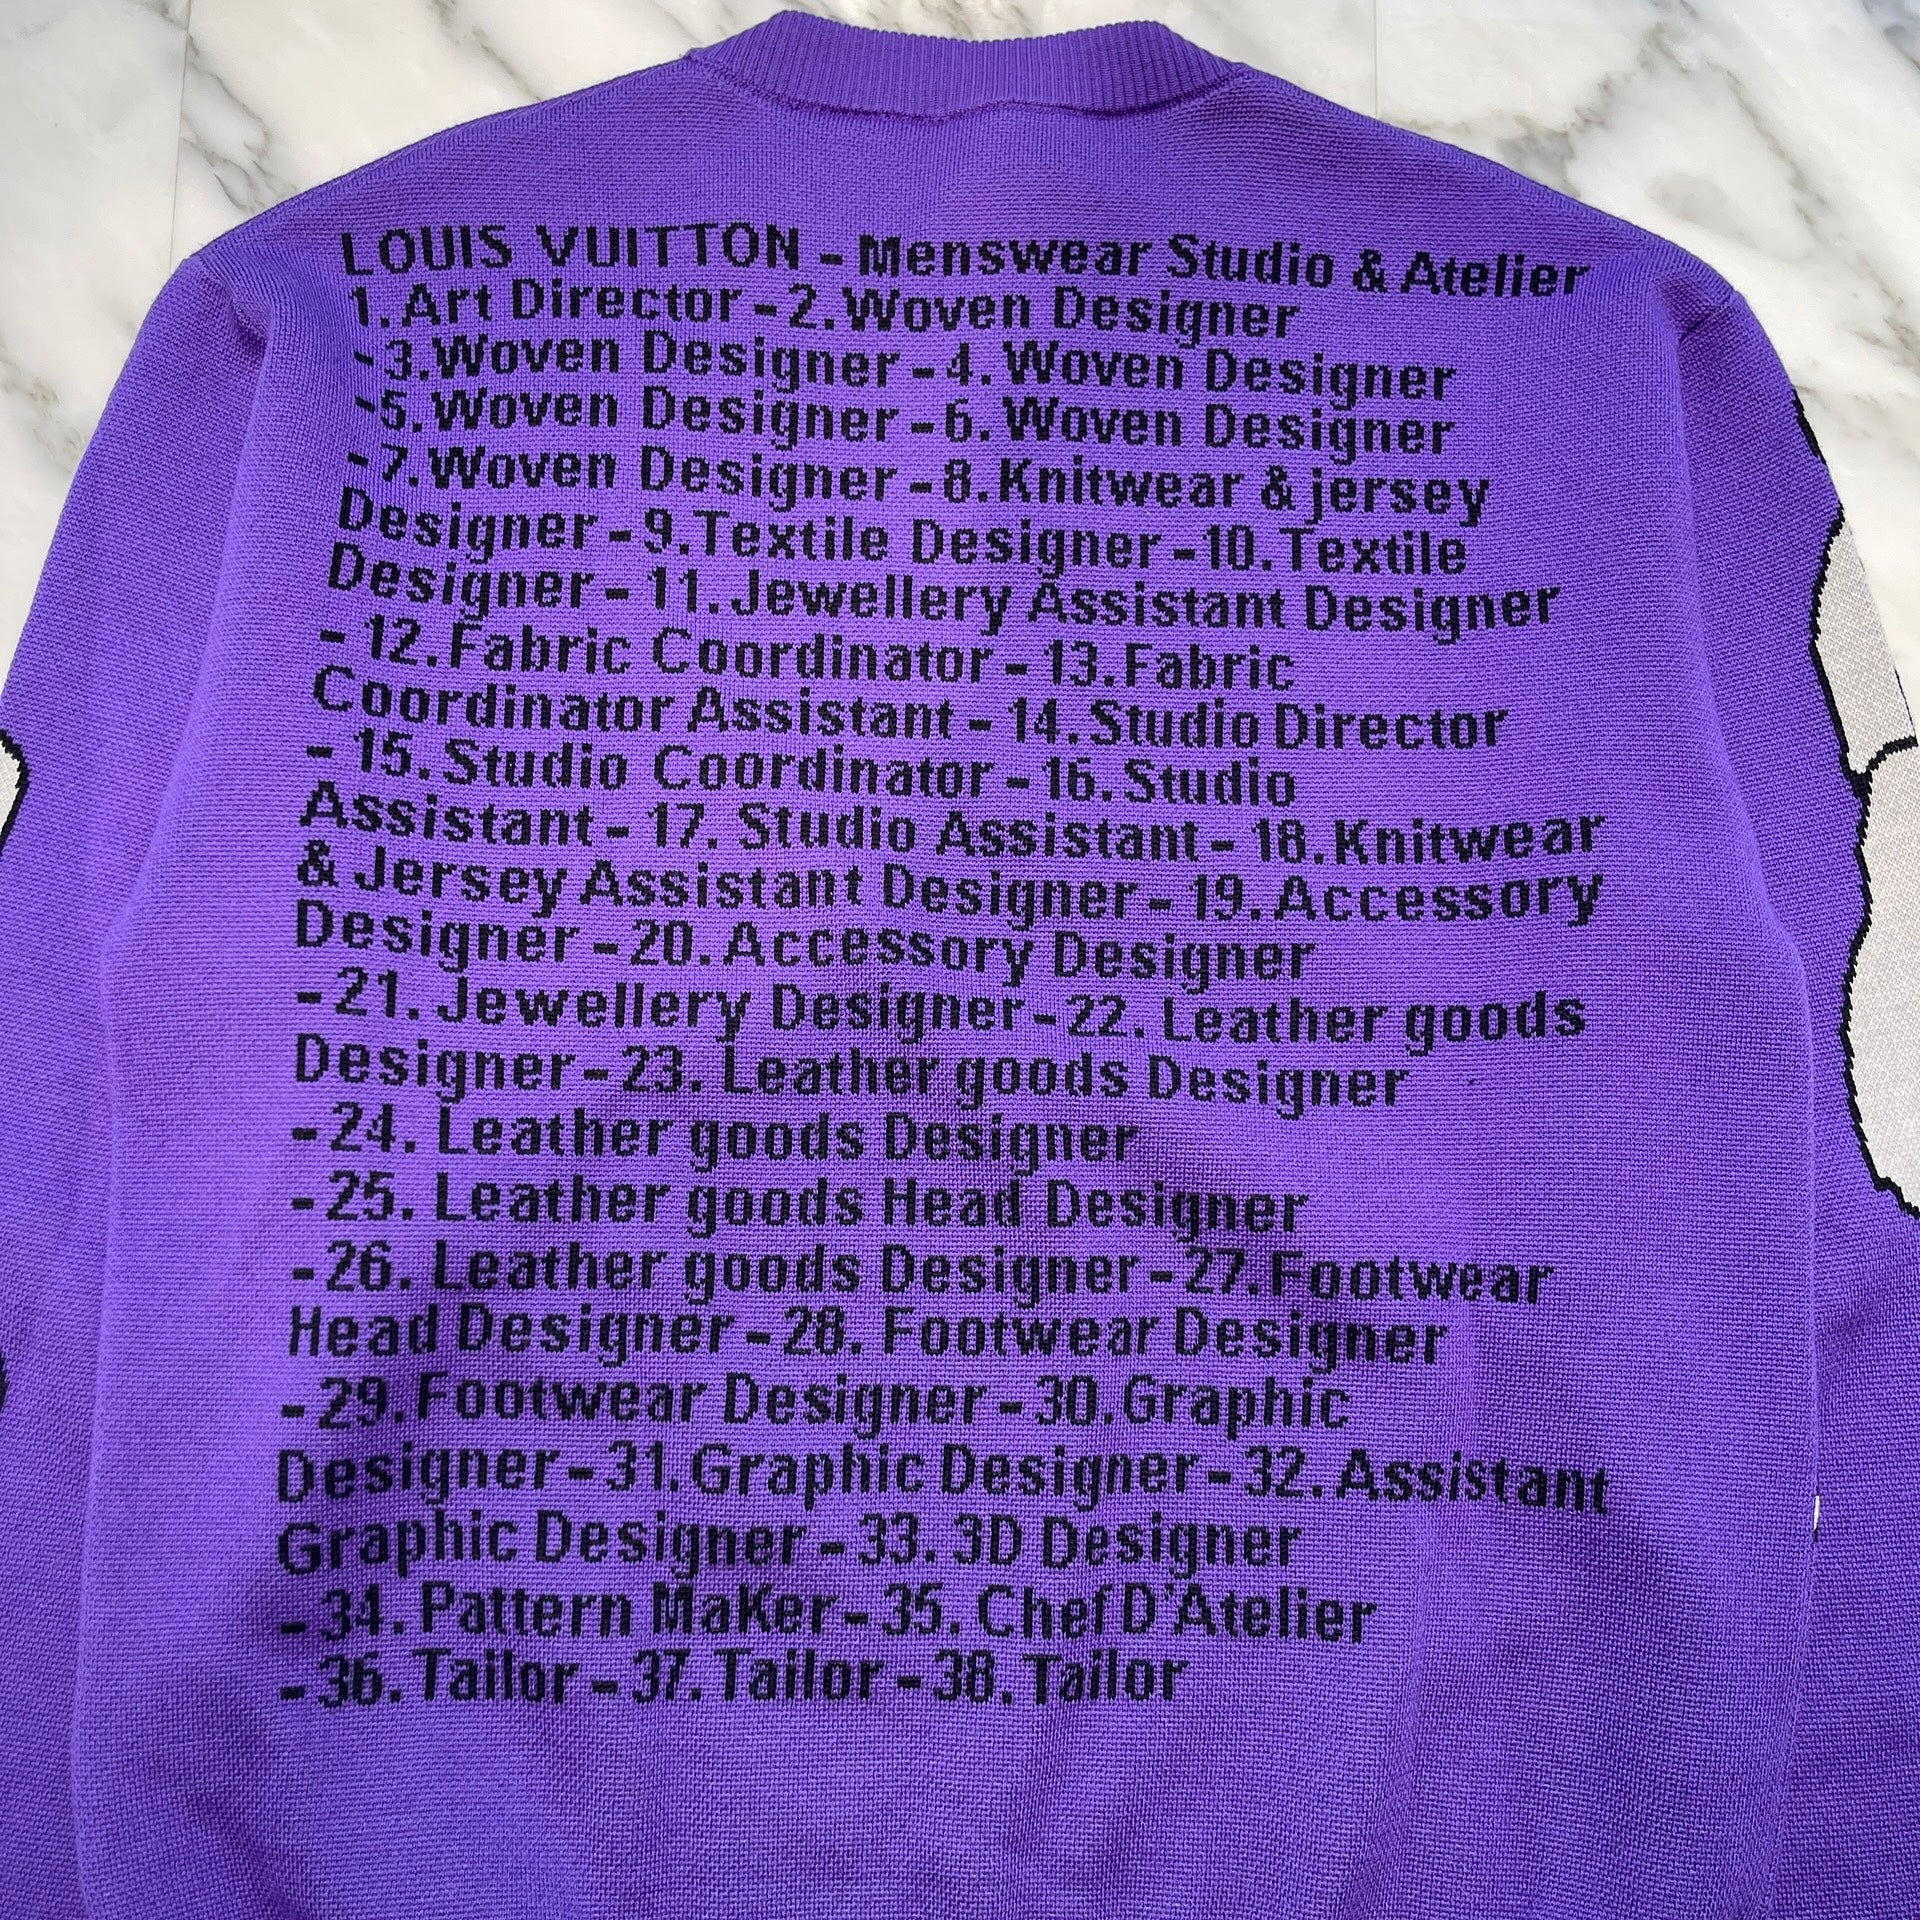 LOUIS VUITTON - Menswear Studio & Atelier
1. Art Director - 2. Woven Designer
- 3. Woven Designer - 4. Woven Designer
- 5. Woven Designer - 6. Woven Designer
- 7. Woven Designer - 8. Knitwear & jersey
Designer - 9. Textile Designer - 10. Textile
Designer - 11. Jewellery Assistant Designer
- 12. Fabric Coordinator - 13. Fabric
Coordinator Assistant - 14. Studio Director
- 15. Studio Coordinator - 16. Studio
Assistant - 17. Studio Assistant - 18. Knitwear
& Jersey Assistant Designer - 19. Accessory
Designer - 20. Accessory Designer
- 21. Jewellery Designer - 22. Leather goods
Designer - 23. Leather goods Designer
- 24. Leather goods Designer
- 25. Leather goods Head Designer
- 26. Leather goods Designer - 27. Footwear
Head Designer - 28. Footwear Designer
- 29. Footwear Designer - 30. Graphic
Designer - 31. Graphic Designer - 32. Assistant
Graphic Designer - 33. 3D Designer
- 34. Pattern MaKer - 35. Chef D'Atelier
- 36. Tailor - 37. Tailor - 38. Tailor